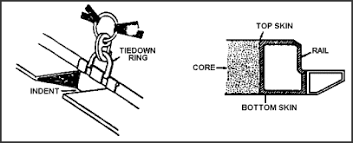 TIEDOWN
RING
INDENT
TOP SKIN
RAIL
CORE
BOTTOM SKIN